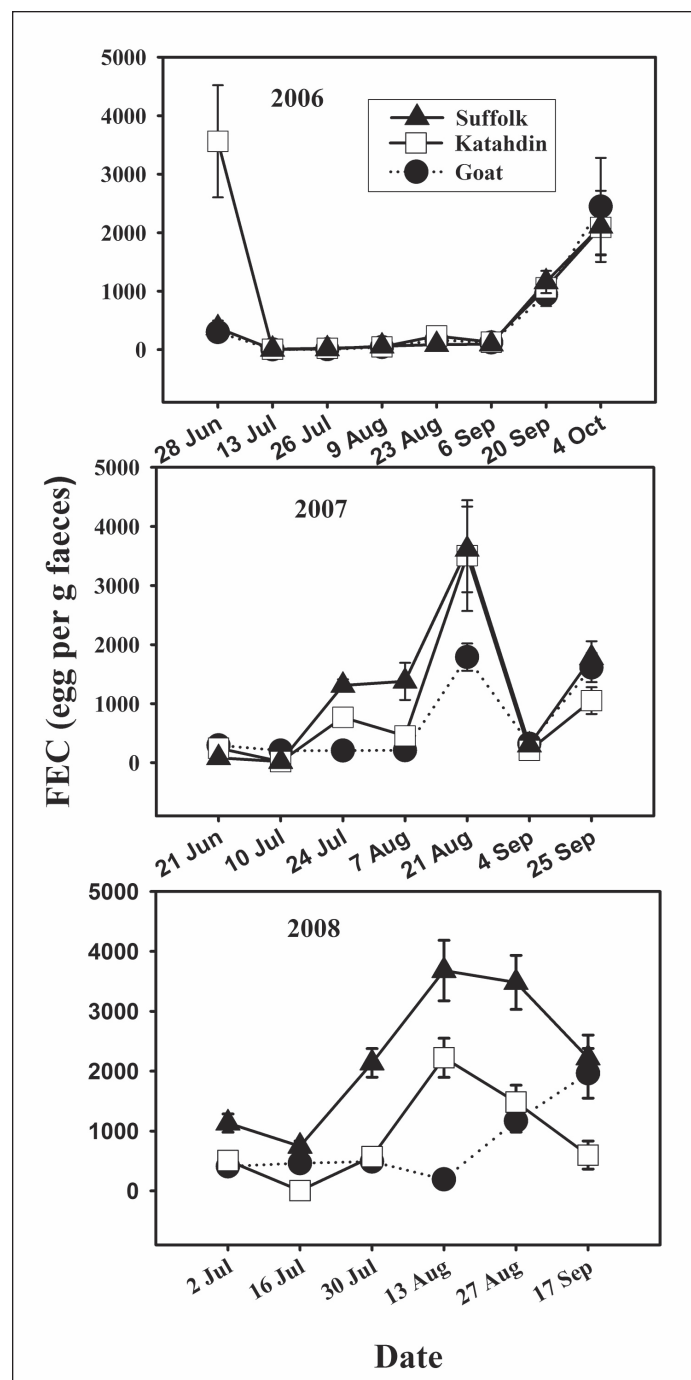 5000
2006
4000
Suffolk
Katahdin
3000
Goat
2000
1000
0
28 Jun
13 Jul
26 Jul
9 Aug
23 Aug
6 Sep
20 Sep
4 Oct
FEC (egg per g faeces)
5000
2007
4000
3000
2000
1000
0
21 Jun
10 Jul
24 Jul
7 Aug
21 Aug
4 Sep
25 Sep
5000
2008
4000
3000
2000
1000
0
2 Jul
16 Jul
30 Jul
13 Aug
27 Aug
17 Sep
Date